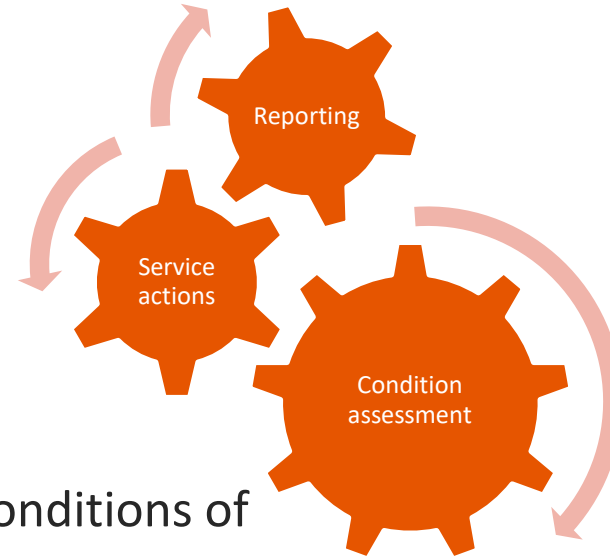 Reporting
Service
actions
Condition
assessment
onditions of